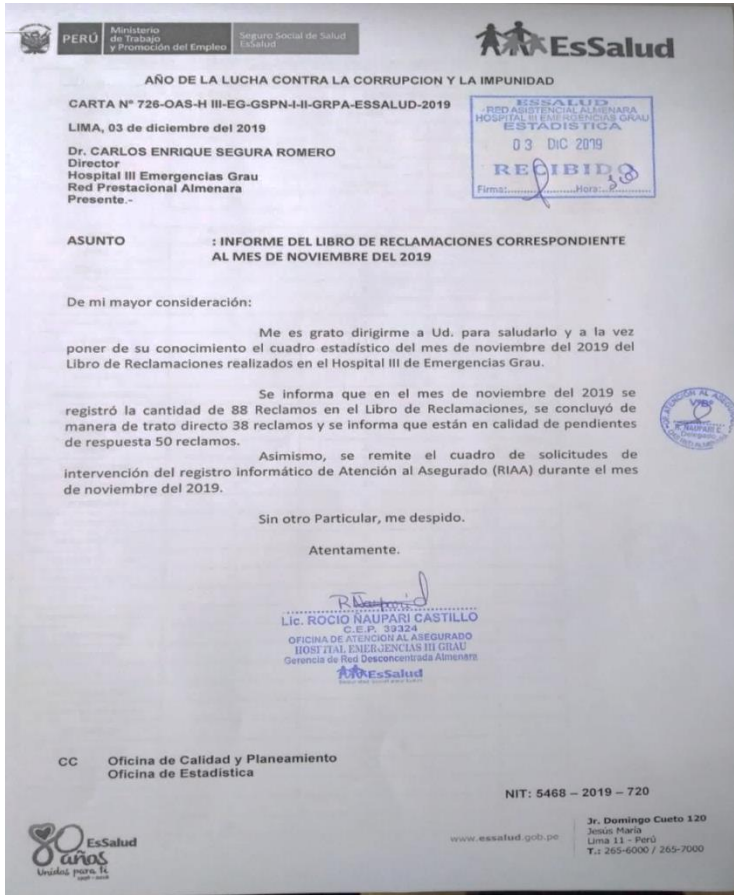 PERÚ
Ministerio
de Trabajo
y Promoción del Empleo
Seguro Social de Salud
EsSalud
EsSalud
AÑO DE LA LUCHA CONTRA LA CORRUPCION Y LA IMPUNIDAD
CARTA N° 726-OAS-H III-EG-GSPN-I-II-GRPA-ESSALUD-2019
LIMA, 03 de diciembre del 2019
ESSALUD
RED ASISTENCIAL ALMENARA
HOSPITAL III EMERGENCIAS GRAU
ESTADISTICA
03 DIC 2019
RECIBIDO
Firma:..............Hora:..............
Dr. CARLOS ENRIQUE SEGURA ROMERO
Director
Hospital III Emergencias Grau
Red Prestacional Almenara
Presente.-
ASUNTO : INFORME DEL LIBRO DE RECLAMACIONES CORRESPONDIENTE
AL MES DE NOVIEMBRE DEL 2019
De mi mayor consideración:
Me es grato dirigirme a Ud. para saludarlo y a la vez
poner de su conocimiento el cuadro estadístico del mes de noviembre del 2019 del
Libro de Reclamaciones realizados en el Hospital III de Emergencias Grau.
Se informa que en el mes de noviembre del 2019 se
registró la cantidad de 88 Reclamos en el Libro de Reclamaciones, se concluyó de
manera de trato directo 38 reclamos y se informa que están en calidad de pendientes
de respuesta 50 reclamos.
Asimismo, se remite el cuadro de solicitudes de
intervención del registro informático de Atención al Asegurado (RIAA) durante el mes
de noviembre del 2019.
Sin otro Particular, me despido.
Atentamente.
Lic. ROCIO ÑAUPARI CASTILLO
C.E.P. 39324
OFICINA DE ATENCION AL ASEGURADO
HOSPITAL EMERGENCIAS III GRAU
Gerencia de Red Desconcentrada Almenara
EsSalud
CC Oficina de Calidad y Planeamiento
Oficina de Estadistica
NIT: 5468 – 2019 – 720
80 años
EsSalud
Unidos para ti
www.essalud.gob.pe
Jr. Domingo Cueto 120
Jesús María
Lima 11 - Perú
T.: 265-6000 / 265-7000